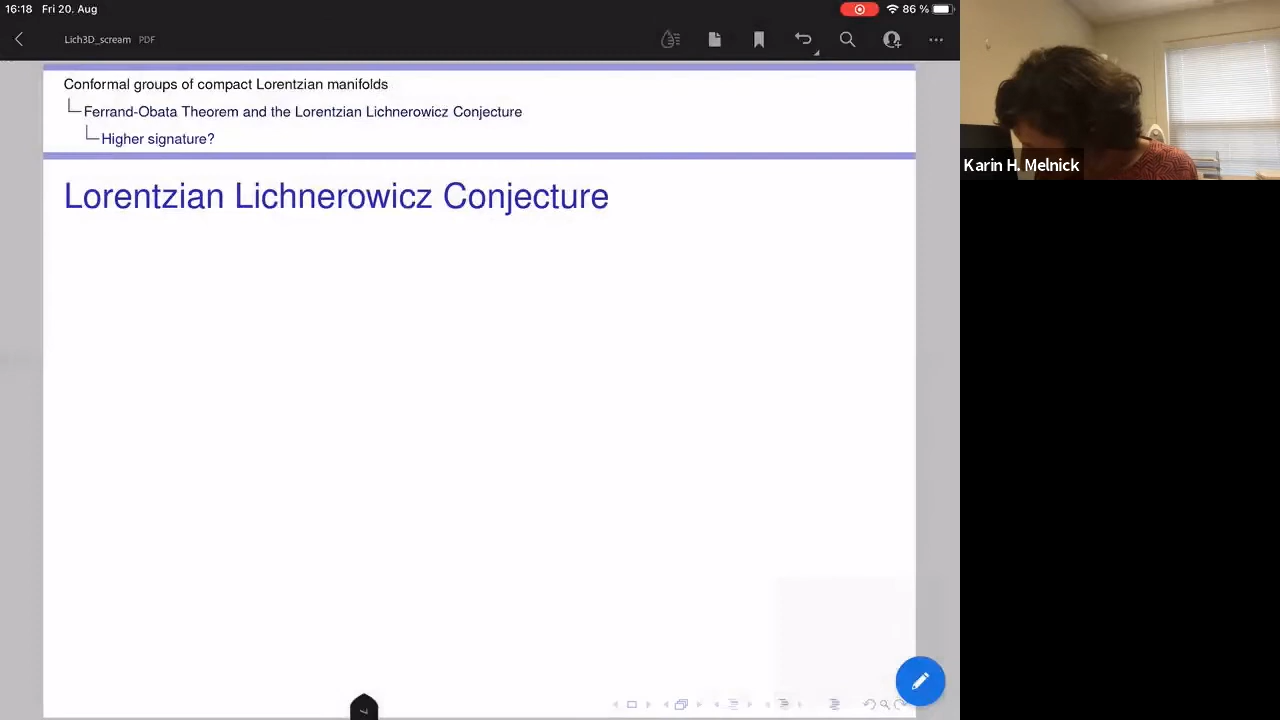 16:18 Fri 20. Aug 86 %
Lich3D_scream PDF
Conformal groups of compact Lorentzian manifolds
Ferrand-Obata Theorem and the Lorentzian Lichnerowicz Conjecture
Higher signature?
Lorentzian Lichnerowicz Conjecture
Karin H. Melnick